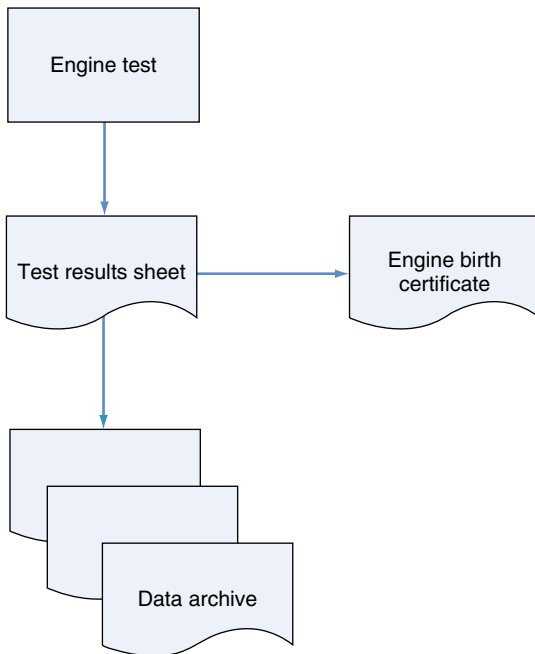 Engine test
Test results sheet
Engine birth
certificate
Data archive